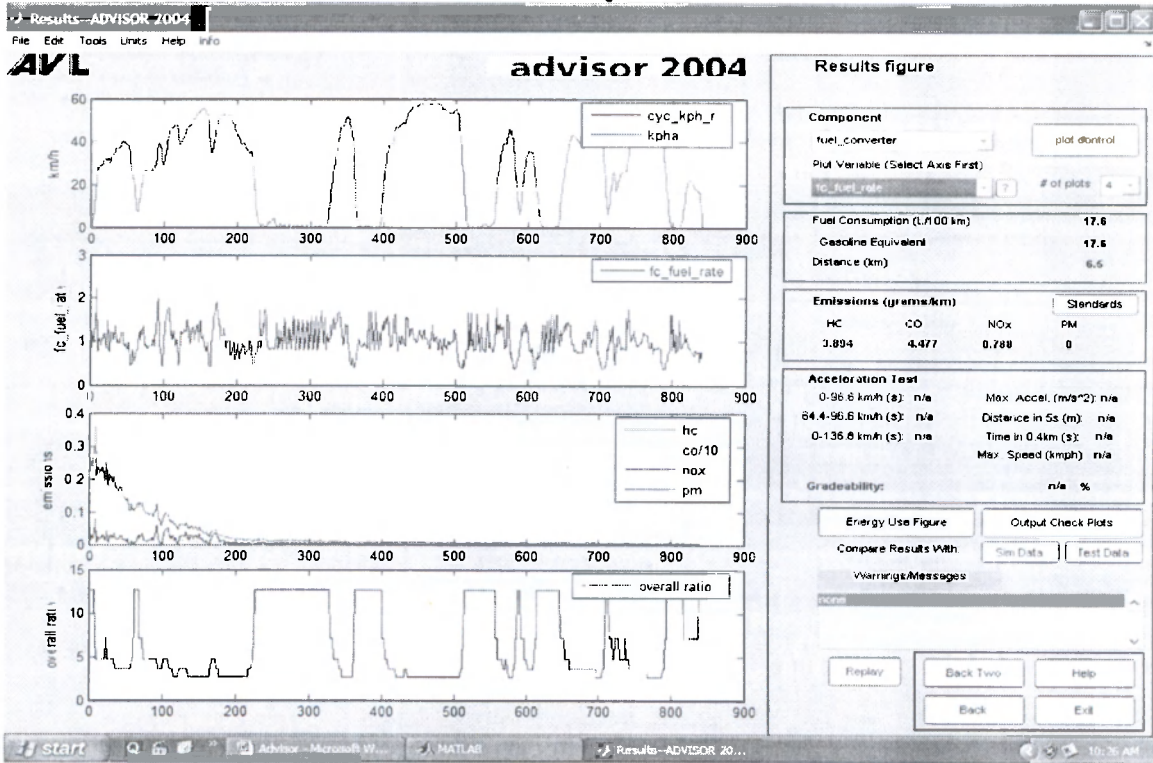 Results--ADVISOR 2004
File Edit Tools Units Help Info
AVL
advisor 2004
60
40
20
0
km/h
cyc_kph_r
kpha
0 100 200 300 400 500 600 700 800 900
3
2
1
0
fc_fuel_rate
0 100 200 300 400 500 600 700 800 900
0.4
0.3
0.2
0.1
0
hc
co/10
nox
pm
0 100 200 300 400 500 600 700 800 900
15
10
5
0
overall ratio
0 100 200 300 400 500 600 700 800 900
Results figure
Component
fuel_converter
plot control
Plot Variable (Select Axis First)
fc_fuel_rate ? # of plots 4
Fuel Consumption (L/100 km) 17.6
Gasoline Equivalent 17.6
Distance (km) 6.6
Emissions (grams/km) Standards
HC CO NOx PM
3.894 4.477 0.788 0
Acceleration Test
0-96.6 km/h (s): n/a Max. Accel. (m/s^2): n/a
64.4-96.6 km/h (s): n/a Distance in 5s (m): n/a
0-136.8 km/h (s): n/a Time in 0.4km (s): n/a
Max. Speed (kmph) n/a
Gradeability: n/a %
Energy Use Figure Output Check Plots
Compare Results With: Sim Data Test Data
Warnings/Messages
none
Replay Back Two Help
Back Exit
start Advisor - Microsoft W... MATLAB Results--ADVISOR 20... 10:26 AM